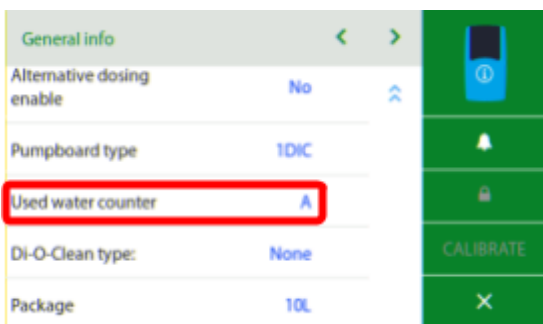 General info
Alternative dosing
enable
No
Pumpboard type
1DIC
Used water counter
A
Di-O-Clean type:
None
Package
10L
CALIBRATE